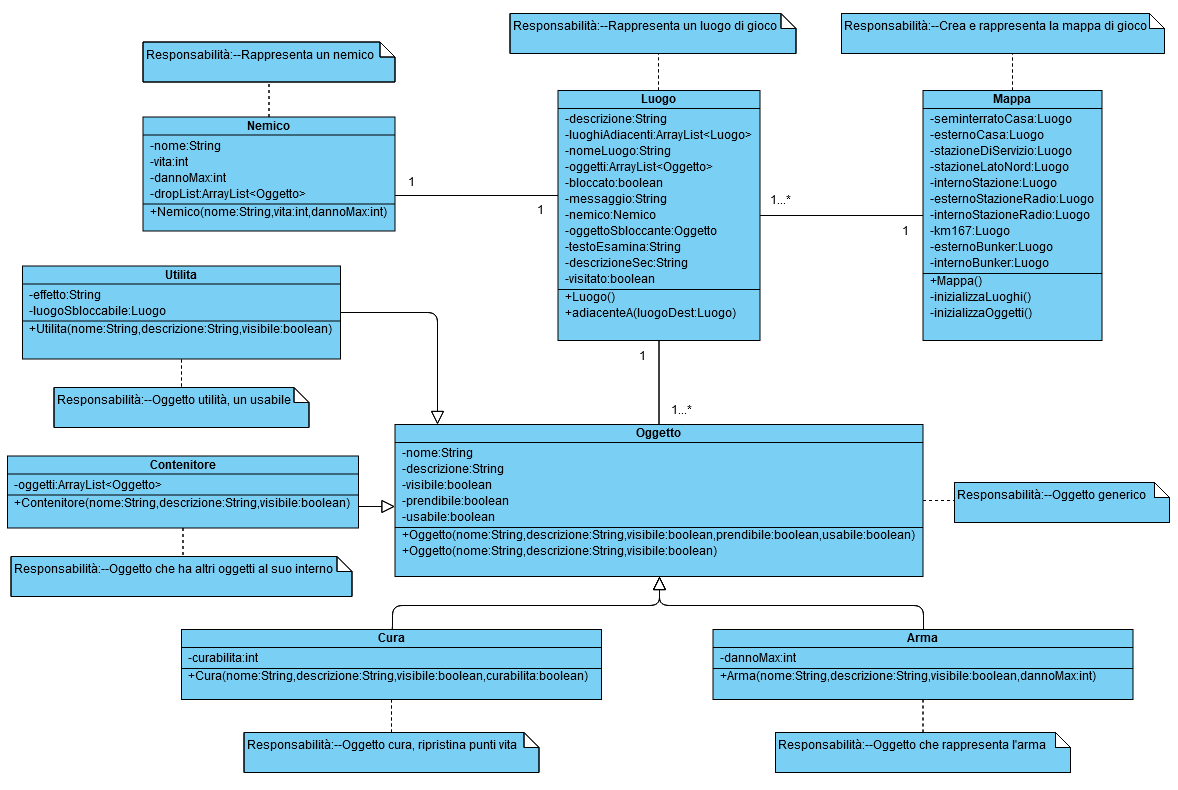 Responsabilità:--Rappresenta un luogo di gioco
Responsabilità:--Crea e rappresenta la mappa di gioco
Responsabilità:--Rappresenta un nemico
Nemico
-nome:String
-vita:int
-dannoMax:int
-dropList:ArrayList<Oggetto>
+Nemico(nome:String,vita:int,dannoMax:int)
1
1
Luogo
-descrizione:String
-luoghiAdiacenti:ArrayList<Luogo>
-nomeLuogo:String
-oggetti:ArrayList<Oggetto>
-bloccato:boolean
-messaggio:String
-nemico:Nemico
-oggettoSbloccante:Oggetto
-testoEsamina:String
-descrizioneSec:String
-visitato:boolean
+Luogo()
+adiacenteA(luogoDest:Luogo)
1...*
1
Mappa
-seminterratoCasa:Luogo
-esternoCasa:Luogo
-stazioneDiServizio:Luogo
-stazioneLatoNord:Luogo
-internoStazione:Luogo
-esternoStazioneRadio:Luogo
-internoStazioneRadio:Luogo
-km167:Luogo
-esternoBunker:Luogo
-internoBunker:Luogo
+Mappa()
-inizializzaLuoghi()
-inizializzaOggetti()
Utilita
-effetto:String
-luogoSbloccabile:Luogo
+Utilita(nome:String,descrizione:String,visibile:boolean)
Responsabilità:--Oggetto utilità, un usabile
1
1...*
Contenitore
-oggetti:ArrayList<Oggetto>
+Contenitore(nome:String,descrizione:String,visibile:boolean)
Responsabilità:--Oggetto che ha altri oggetti al suo interno
Oggetto
-nome:String
-descrizione:String
-visibile:boolean
-prendibile:boolean
-usabile:boolean
+Oggetto(nome:String,descrizione:String,visibile:boolean,prendibile:boolean,usabile:boolean)
+Oggetto(nome:String,descrizione:String,visibile:boolean)
Responsabilità:--Oggetto generico
Cura
-curabilita:int
+Cura(nome:String,descrizione:String,visibile:boolean,curabilita:boolean)
Responsabilità:--Oggetto cura, ripristina punti vita
Arma
-dannoMax:int
+Arma(nome:String,descrizione:String,visibile:boolean,dannoMax:int)
Responsabilità:--Oggetto che rappresenta l'arma